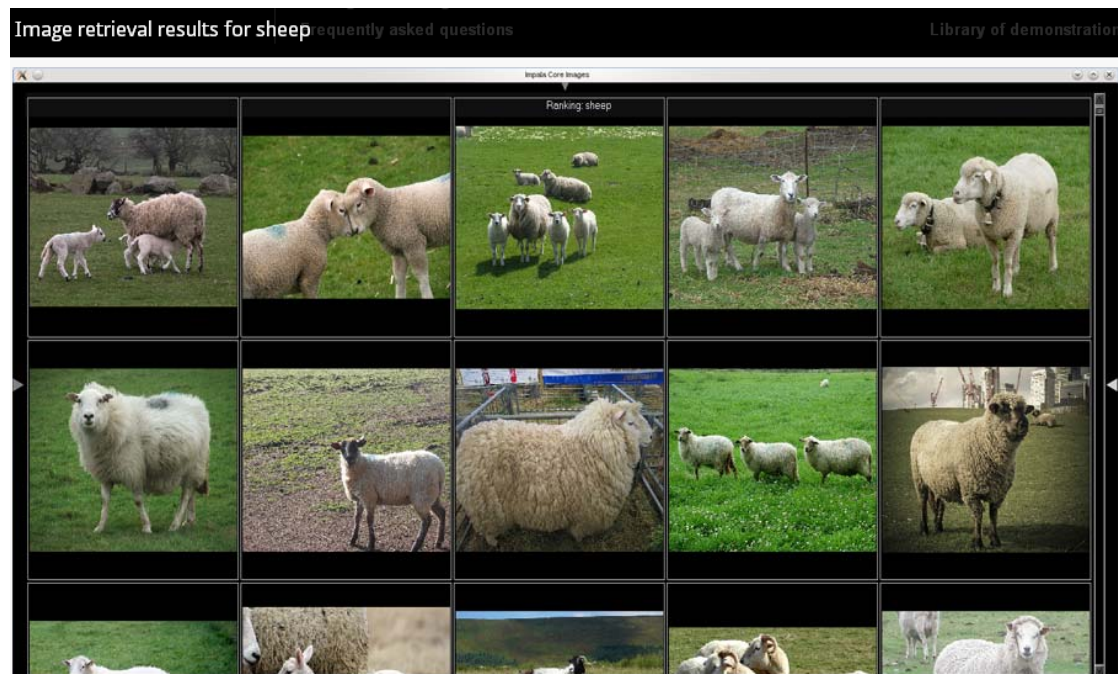 Image retrieval results for sheep
requently asked questions
Library of demonstration
Impala Core Images
Ranking: sheep